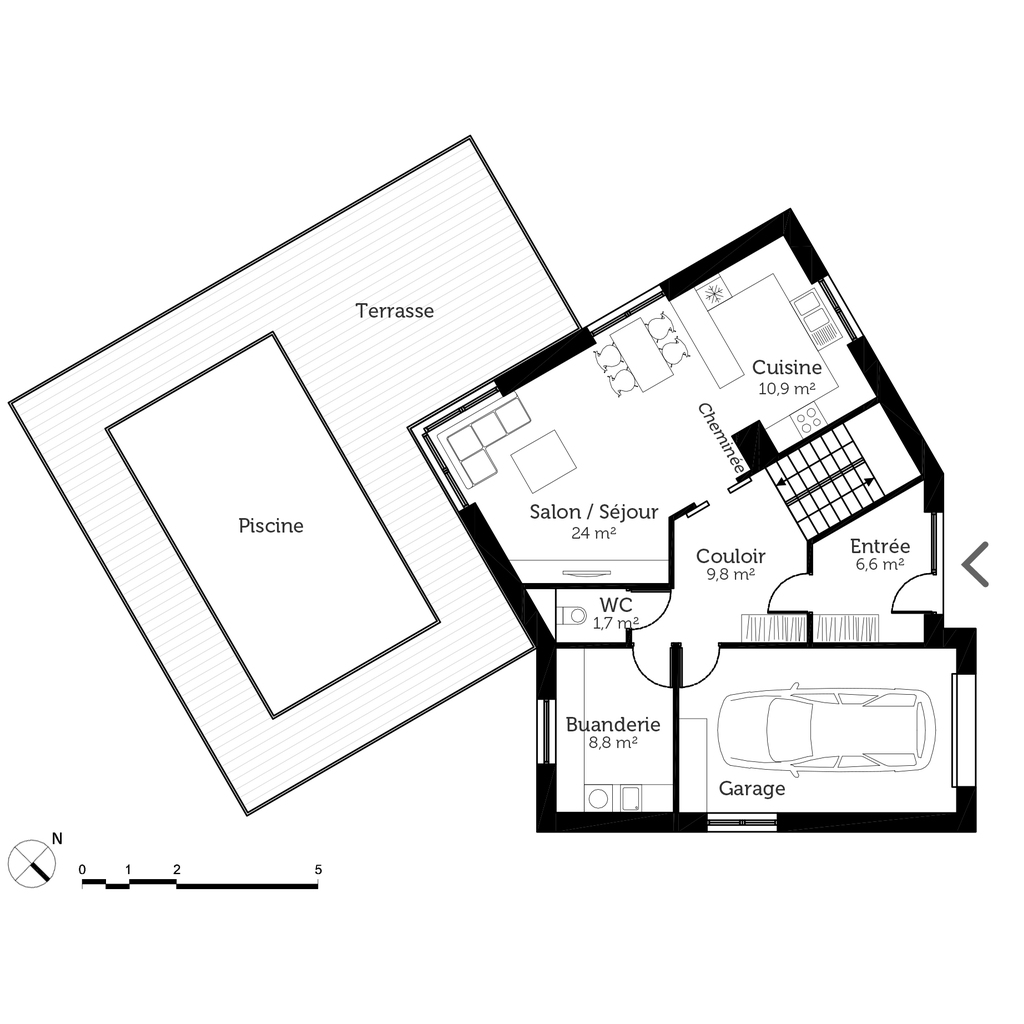 Terrasse
Cuisine
10,9 m²
Cheminée
Piscine
Salon / Séjour
24 m²
Couloir
9,8 m²
Entrée
6,6 m²
WC
1,7 m²
Buanderie
8,8 m²
Garage
N
0 1 2 5